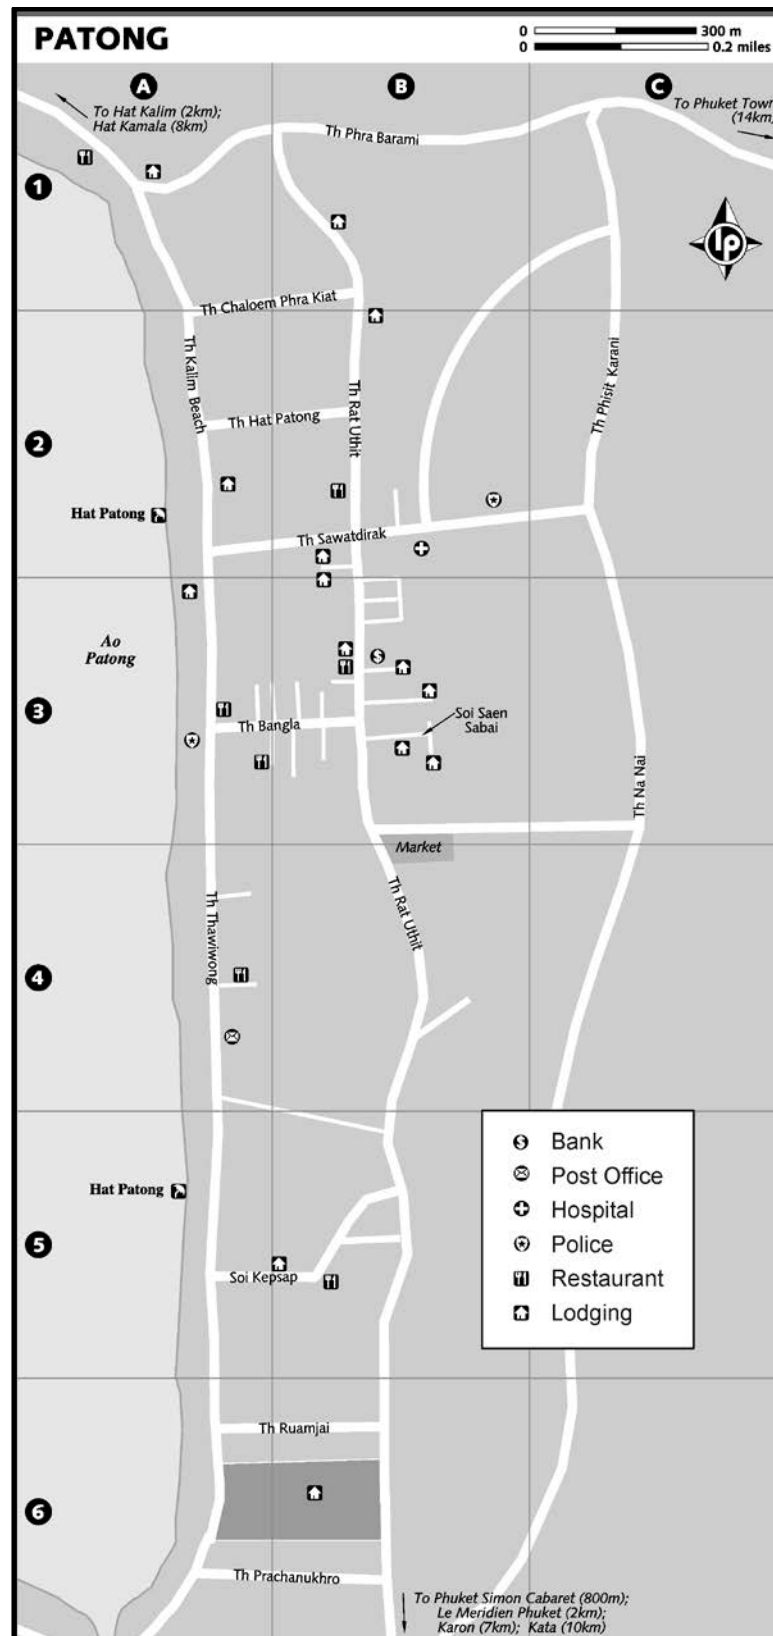 PATONG
0 300 m
0 0.2 miles
A B C
To Hat Kalim (2km);
Hat Kamala (8km)
Th Phra Barami
To Phuket Town
(14km)
1
lp
Th Chaloem Phra Kiat
Th Kalim Beach
Th Rat Uthit
Th Phisit Karani
Th Hat Patong
2
Hat Patong
Th Sawatdirak
Ao
Patong
3
Th Bangla
Soi Saen
Sabai
Th Na Nai
Market
Th Rat Uthit
Th Thawiwong
4
Hat Patong
5
Soi Kepsap
Bank
Post Office
Hospital
Police
Restaurant
Lodging
Th Ruamjai
6
Th Prachanukhro
To Phuket Simon Cabaret (800m);
Le Meridien Phuket (2km);
Karon (7km); Kata (10km)